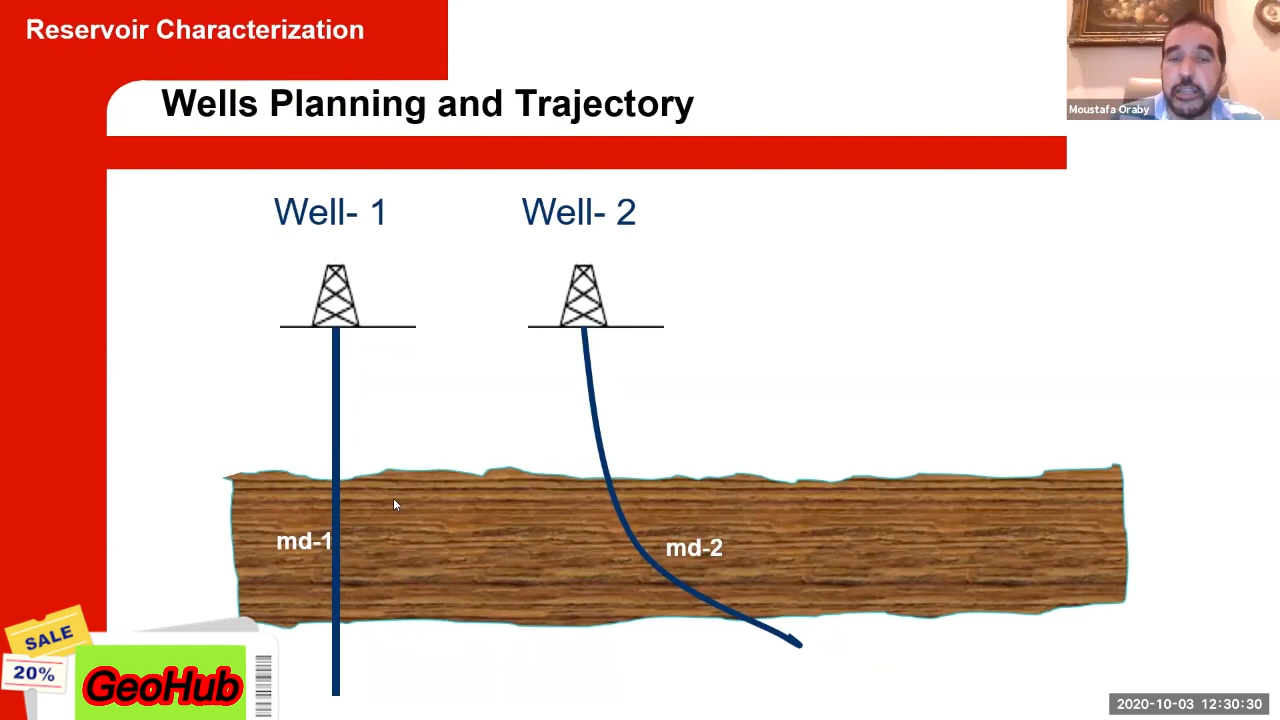 Reservoir Characterization
Wells Planning and Trajectory
Moustafa Oraby
Well- 1
Well- 2
md-1
md-2
SALE
20%
GeoHub
2020-10-03 12:30:30